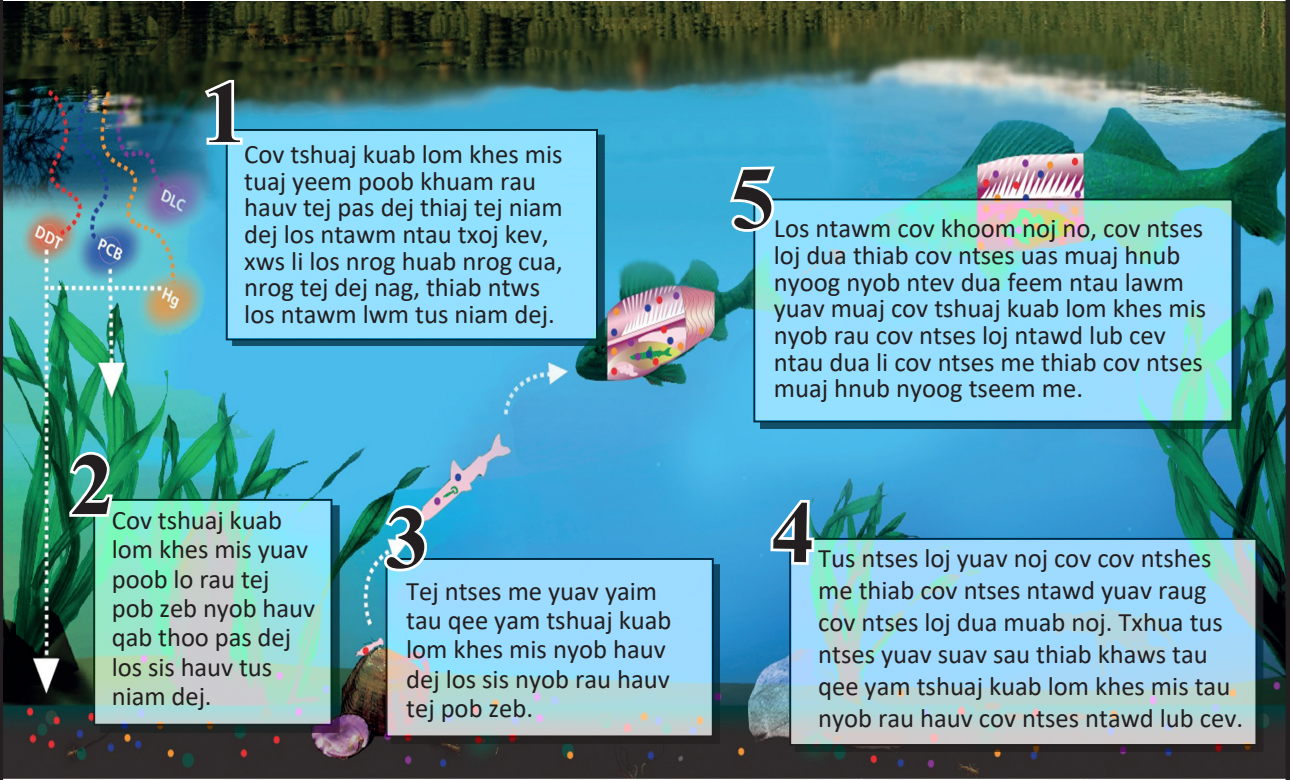 DDT
PCB
DLC
Hg
1
Cov tshuaj kuab lom khes mis
tuaj yeem poob khuam rau
hauv tej pas dej thiaj tej niam
dej los ntawm ntau txoj kev,
xws li los nrog huab nrog cua,
nrog tej dej nag, thiab ntws
los ntawm lwm tus niam dej.
2
Cov tshuaj kuab
lom khes mis yuav
poob lo rau tej
pob zeb nyob hauv
qab thoo pas dej
los sis hauv tus
niam dej.
3
Tej ntses me yuav yaim
tau qee yam tshuaj kuab
lom khes mis nyob hauv
dej los sis nyob rau hauv
tej pob zeb.
4
Tus ntses loj yuav noj cov cov ntshes
me thiab cov ntses ntawd yuav raug
cov ntses loj dua muab noj. Txhua tus
ntses yuav suav sau thiab khaws tau
qee yam tshuaj kuab lom khes mis tau
nyob rau hauv cov ntses ntawd lub cev.
5
Los ntawm cov khoom noj no, cov ntses
loj dua thiab cov ntses uas muaj hnub
nyoog nyob ntev dua feem ntau lawm
yuav muaj cov tshuaj kuab lom khes mis
nyob rau cov ntses loj ntawd lub cev
ntau dua li cov ntses me thiab cov ntses
muaj hnub nyoog tseem me.